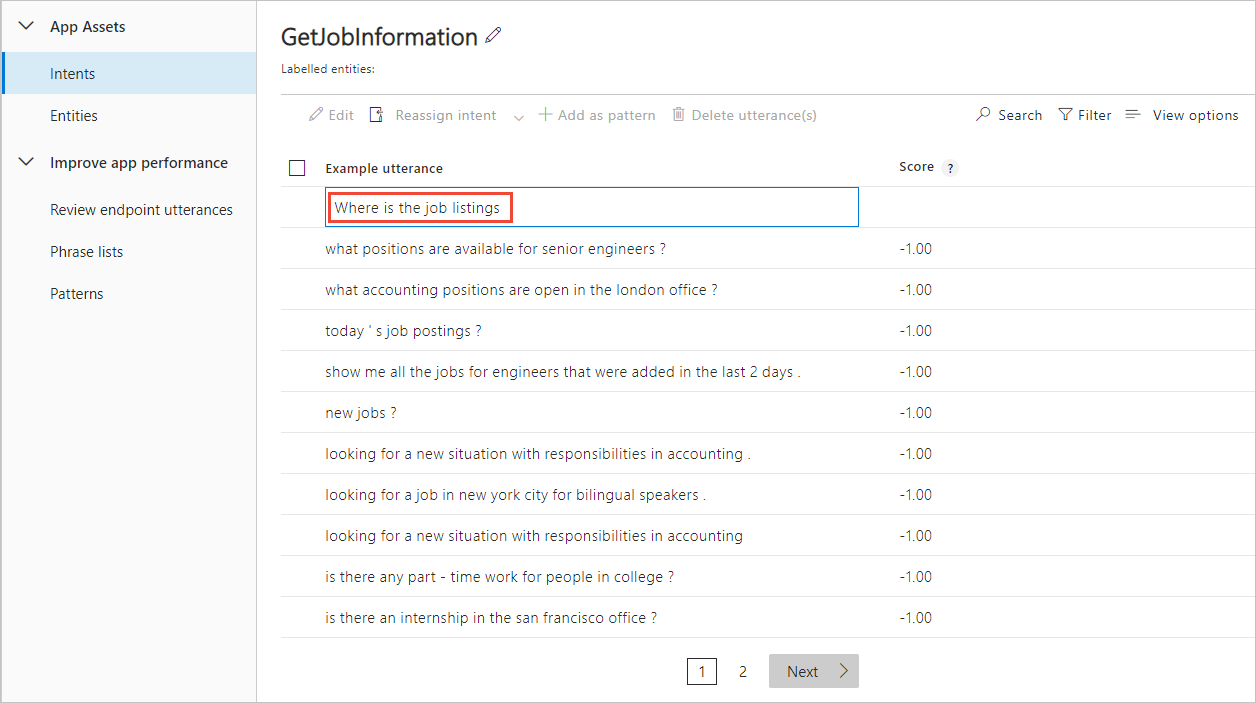 App Assets
Intents
Entities
Improve app performance
Review endpoint utterances
Phrase lists
Patterns
GetJobInformation
Labelled entities:
Edit Reassign intent Add as pattern Delete utterance(s) Search Filter View options
Example utterance Score ?
Where is the job listings
what positions are available for senior engineers ? -1.00
what accounting positions are open in the london office ? -1.00
today ' s job postings ? -1.00
show me all the jobs for engineers that were added in the last 2 days . -1.00
new jobs ? -1.00
looking for a new situation with responsibilities in accounting . -1.00
looking for a job in new york city for bilingual speakers . -1.00
looking for a new situation with responsibilities in accounting -1.00
is there any part - time work for people in college ? -1.00
is there an internship in the san francisco office ? -1.00
1 2 Next